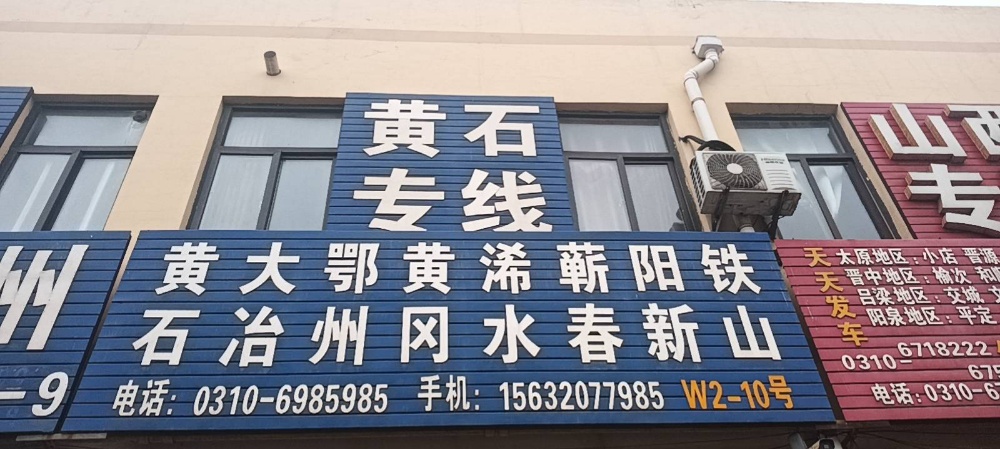 黄石
专线
黄大鄂黄浠蕲阳铁
石冶州冈水春新山
电话：0310-6985985 手机：15632077985 W2-10号
州
-9
山西
专
天天发车
太原地区：小店 晋源
晋中地区：榆次
吕梁地区：交城
阳泉地区：平定
0310-6718222
电话：0310-6